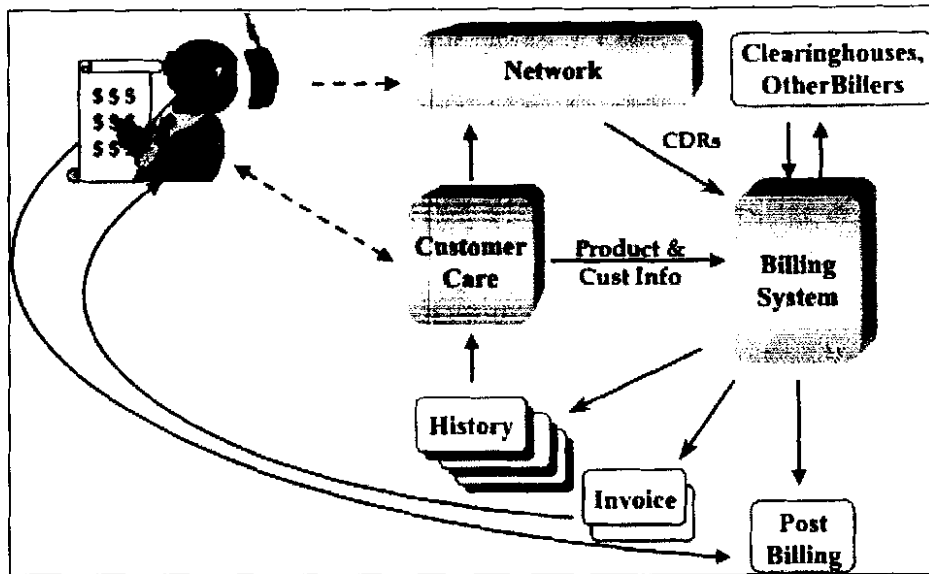 $ $ $
$ $ $
$ $
Network
Clearinghouses,
OtherBillers
CDRs
Customer
Care
Product &
Cust Info
Billing
System
History
Invoice
Post
Billing